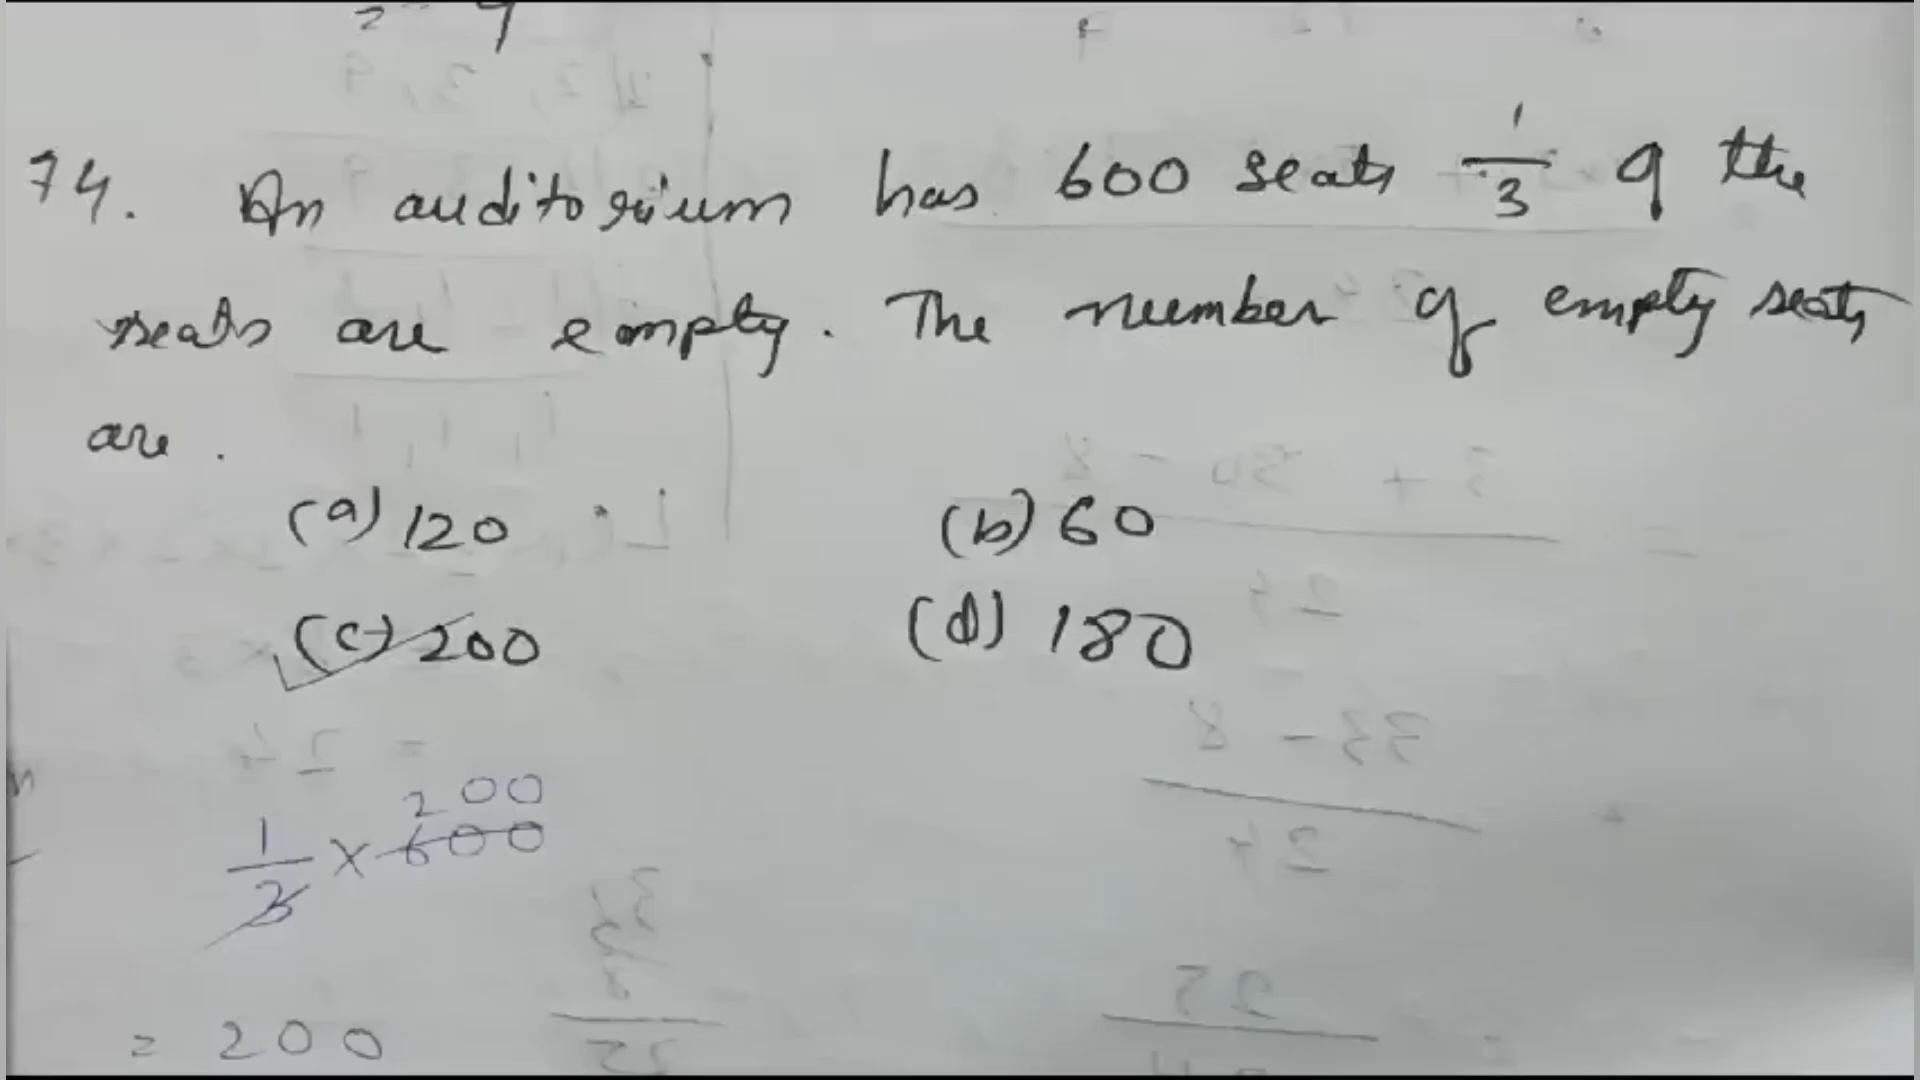 74. An auditorium has 600 seats 1/3 of the
seats are empty. The number of empty seats
are.
(a) 120 (b) 60
(c) 200 (d) 180
1/3 × 600 200
= 200